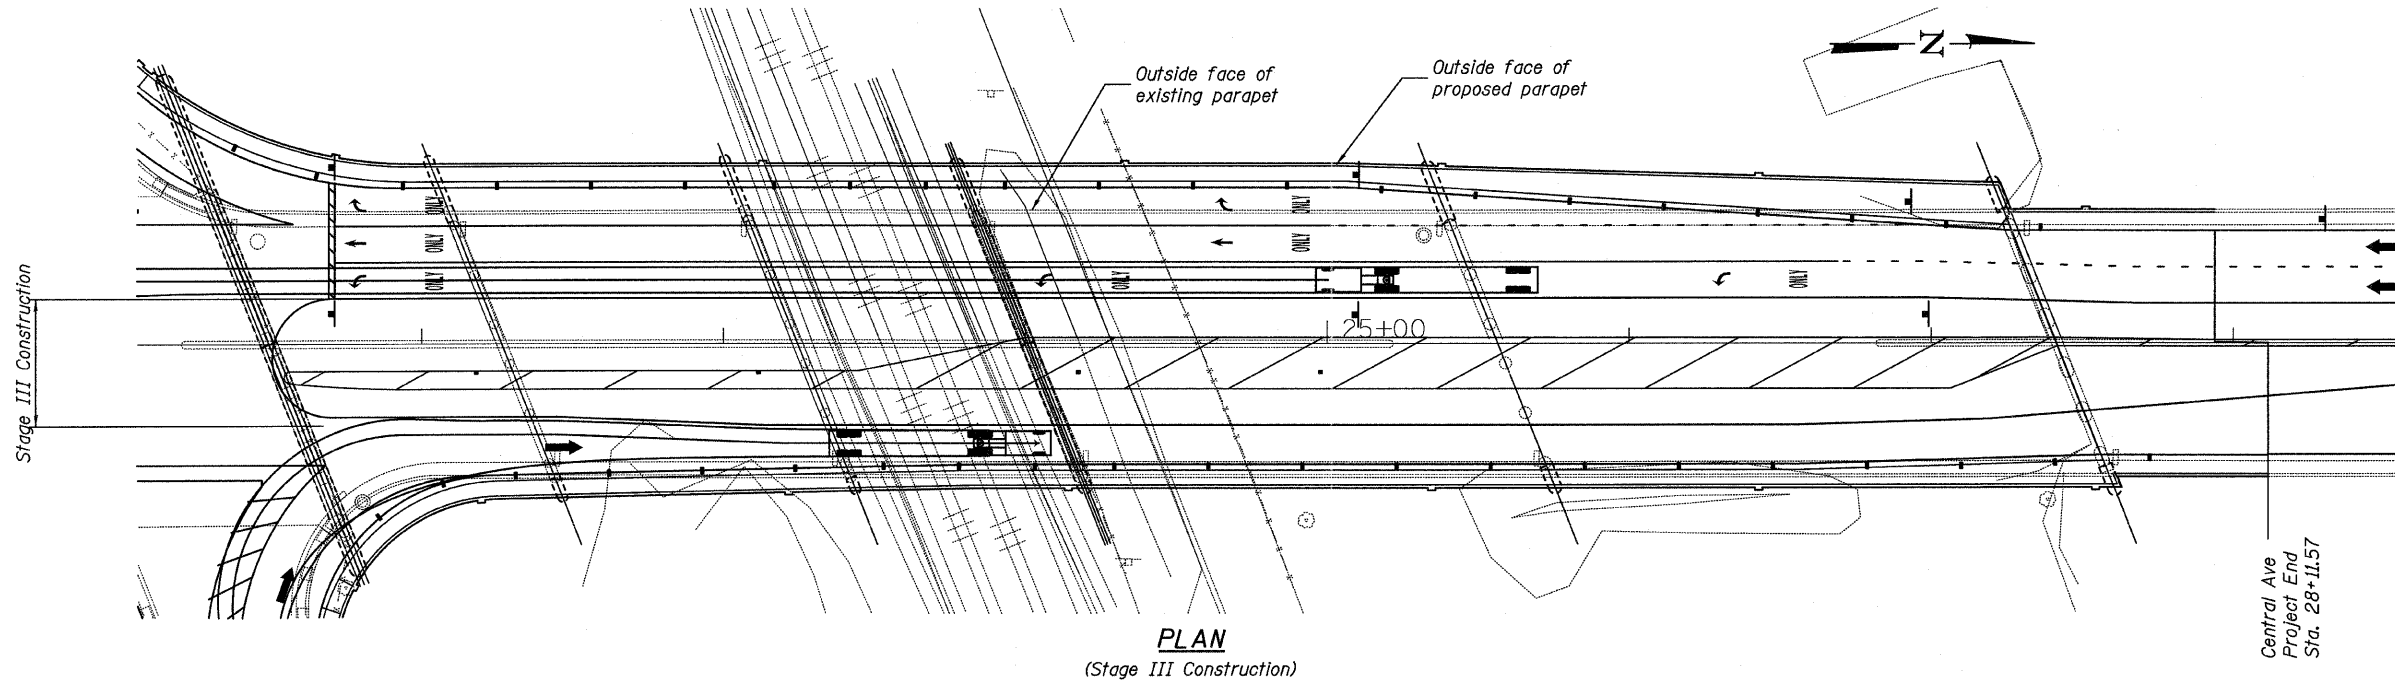 N
Outside face of
existing parapet
Outside face of
proposed parapet
ONLY
ONLY
ONLY
ONLY
ONLY
ONLY
ONLY
25+00
Stage III Construction
Central Ave
Project End
Sta. 28+11.57
PLAN
(Stage III Construction)